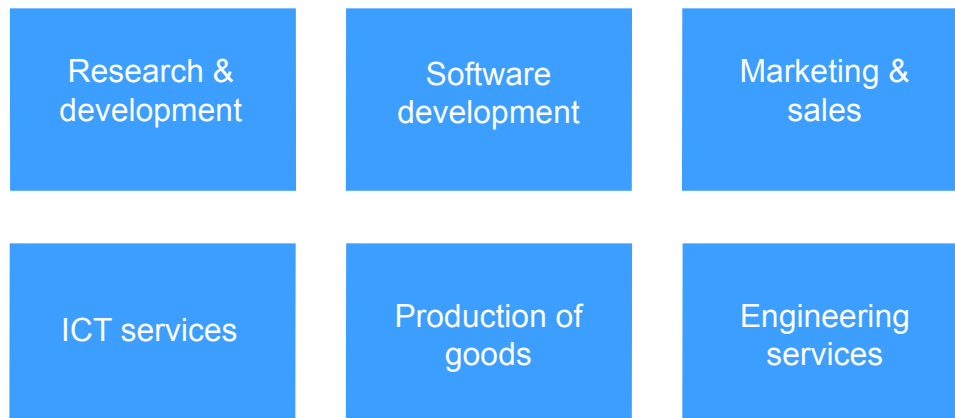 Research &
development
Software
development
Marketing &
sales
ICT services
Production of
goods
Engineering
services